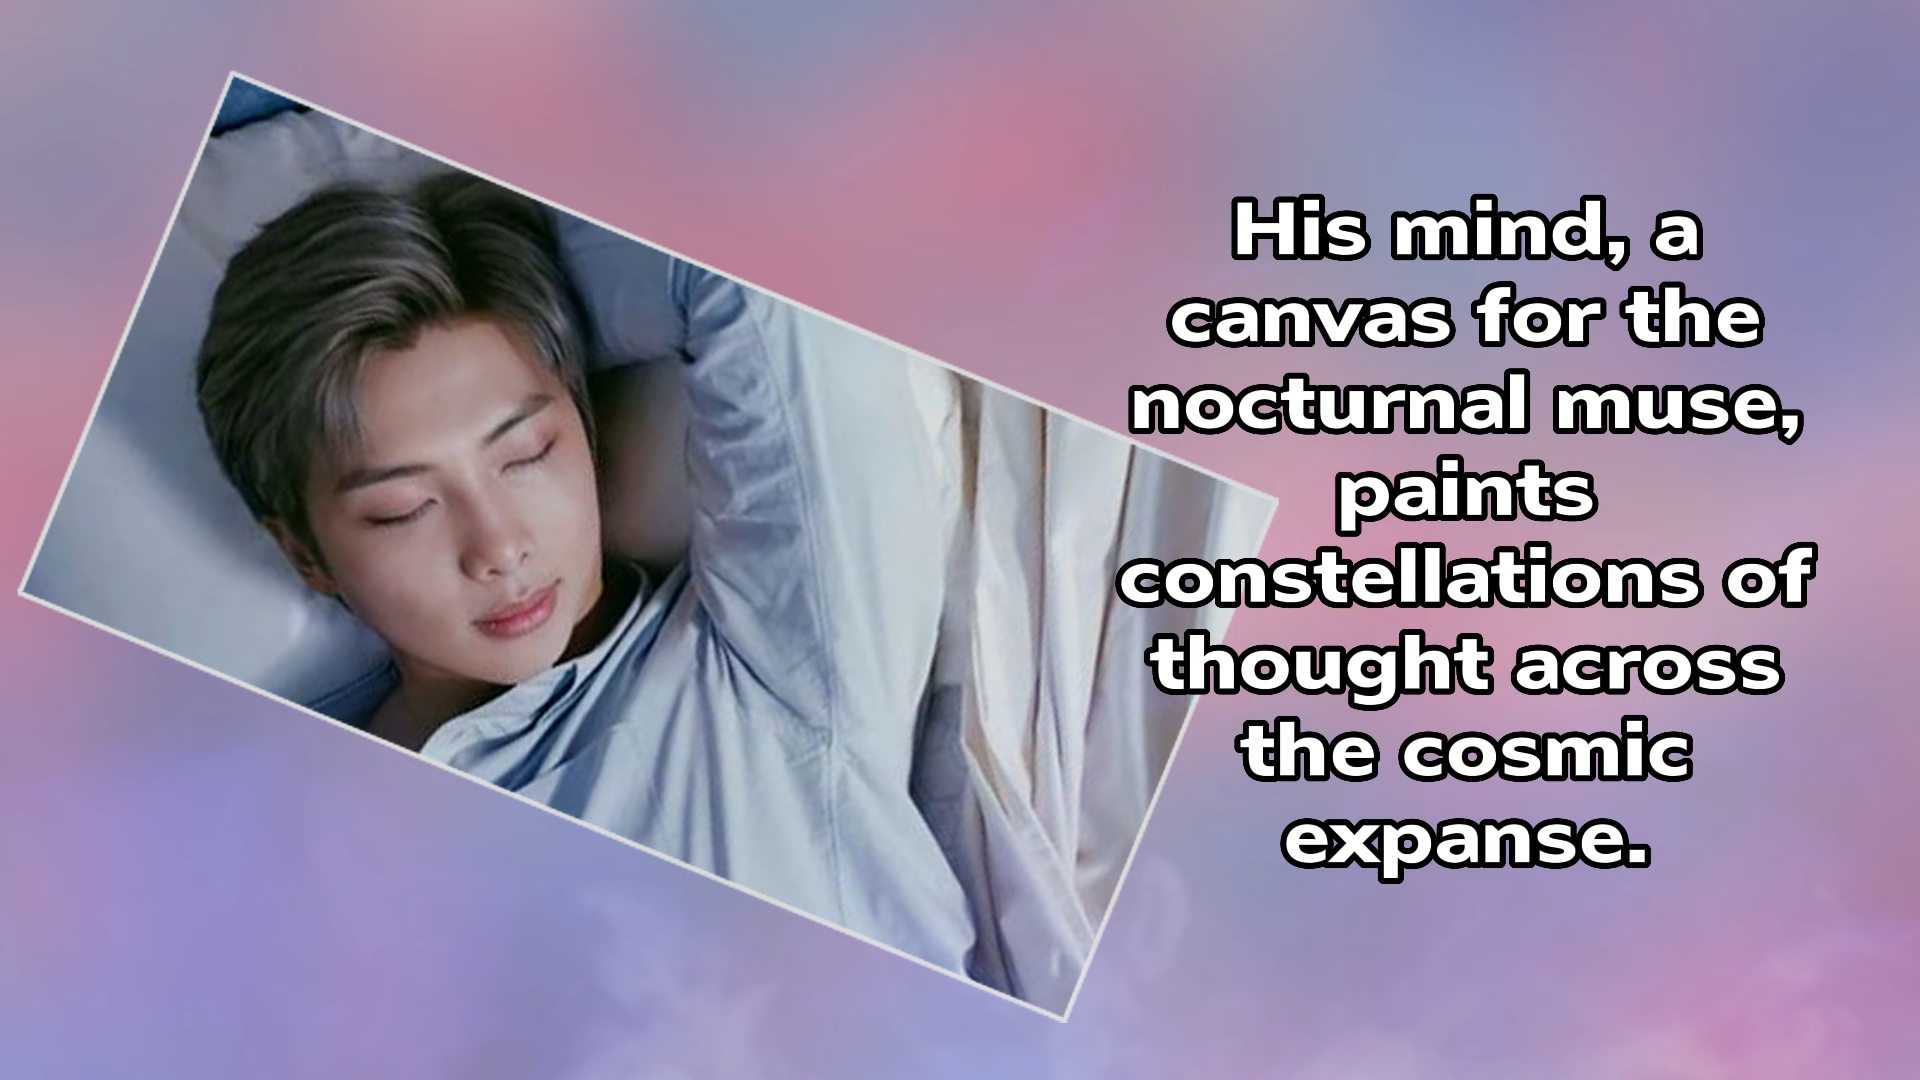 His mind, a
canvas for the
nocturnal muse,
paints
constellations of
thought across
the cosmic
expanse.